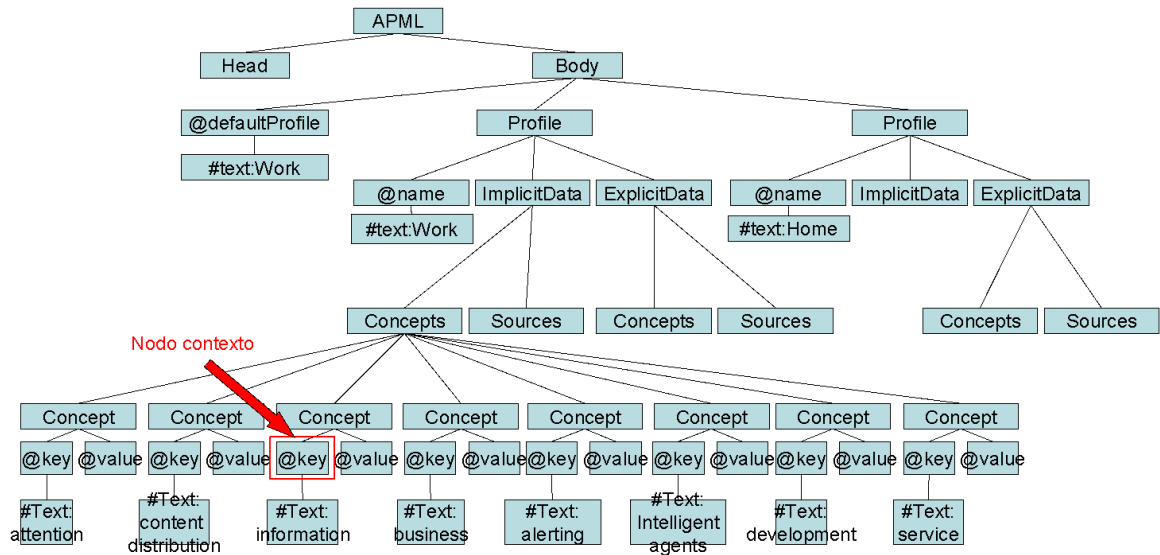 APML
Head
Body
@defaultProfile
Profile
Profile
#text:Work
@name
ImplicitData
ExplicitData
@name
ImplicitData
ExplicitData
#text:Work
#text:Home
Concepts
Sources
Concepts
Sources
Concepts
Sources
Nodo contexto
Concept
Concept
Concept
Concept
Concept
Concept
Concept
Concept
@key
@value
@key
@value
@key
@value
@key
@value
@key
@value
@key
@value
@key
@value
@key
@value
#Text:
attention
#Text:
content
distribution
#Text:
information
#Text:
business
#Text:
alerting
#Text:
Intelligent
agents
#Text:
development
#Text:
service